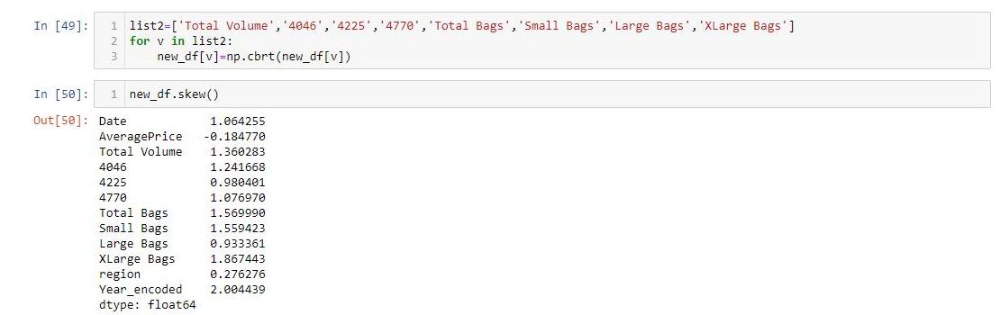 In [49]: 1 list2=['Total Volume','4046','4225','4770','Total Bags','Small Bags','Large Bags','XLarge Bags']
2 for v in list2:
3     new_df[v]=np.cbrt(new_df[v])
In [50]: 1 new_df.skew()
Out[50]: Date 1.064255
AveragePrice -0.184770
Total Volume 1.360283
4046 1.241668
4225 0.980401
4770 1.076970
Total Bags 1.569990
Small Bags 1.559423
Large Bags 0.933361
XLarge Bags 1.867443
region 0.276276
Year_encoded 2.004439
dtype: float64